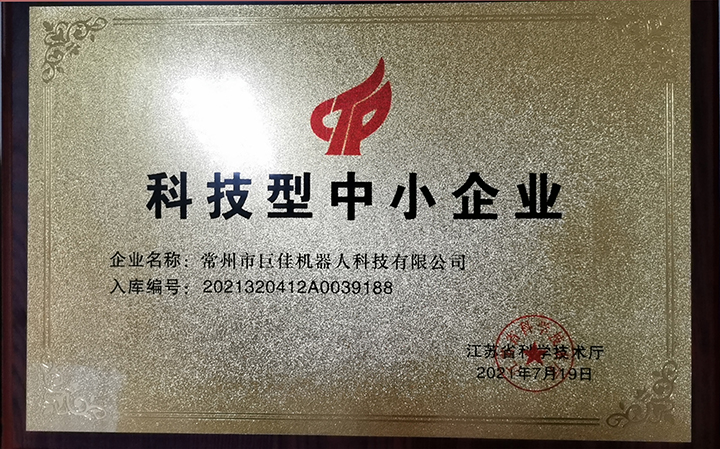 科技型中小企业
企业名称：常州市巨佳机器人科技有限公司
入库编号：2021320412A0039188
江苏省科学技术厅
2021年7月19日